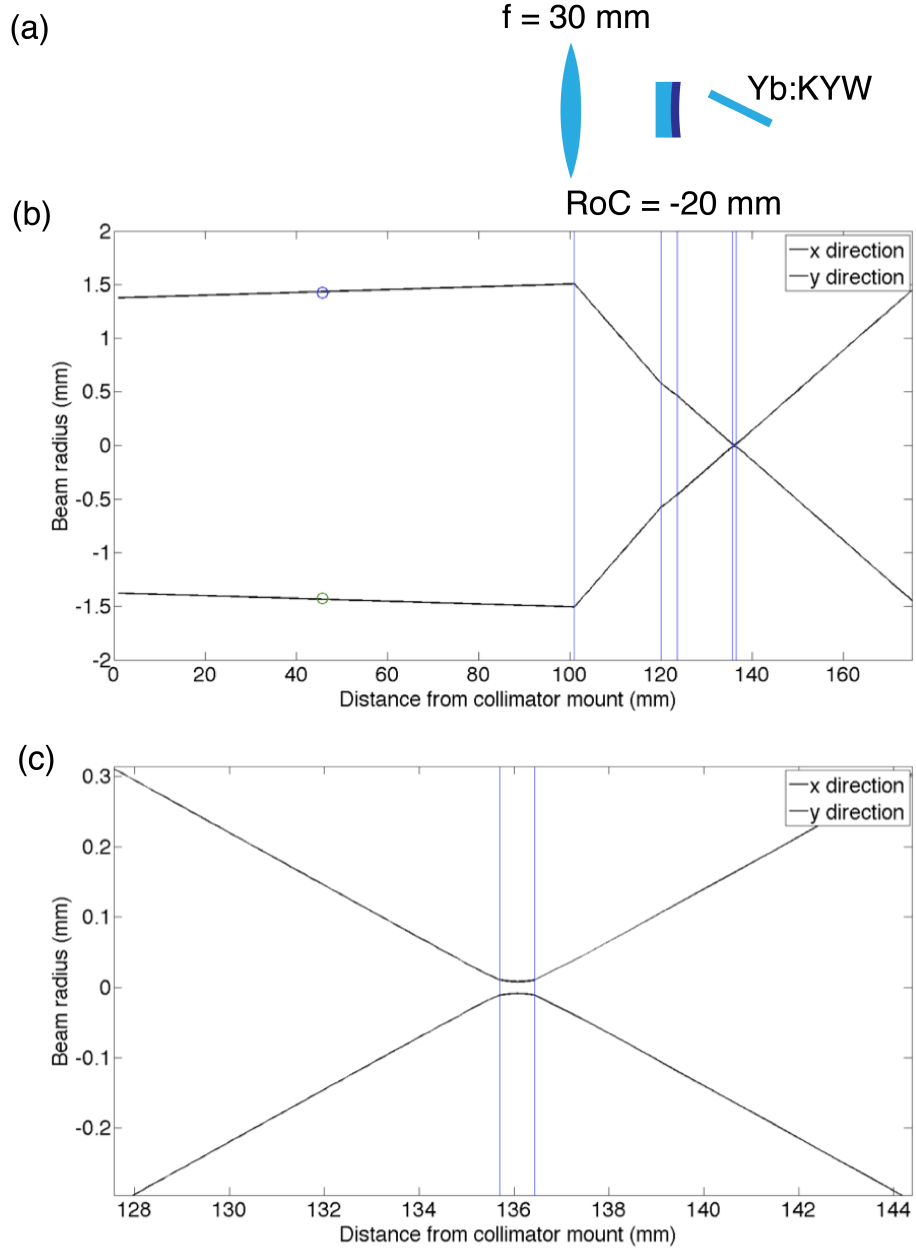 (a)
f = 30 mm
Yb:KYW
RoC = -20 mm
(b)
2
1.5
1
0.5
0
-0.5
-1
-1.5
-2
Beam radius (mm)
x direction
y direction
0 20 40 60 80 100 120 140 160
Distance from collimator mount (mm)
(c)
0.3
0.2
0.1
0
-0.1
-0.2
Beam radius (mm)
x direction
y direction
128 130 132 134 136 138 140 142 144
Distance from collimator mount (mm)